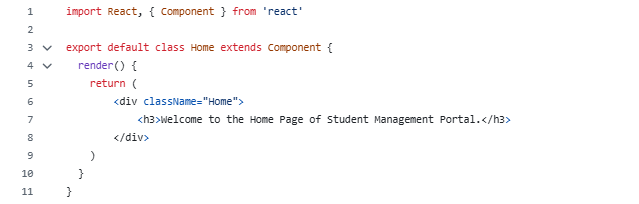 1 import React, { Component } from 'react'
2
3 export default class Home extends Component {
4 render() {
5 return (
6 <div className="Home">
7 <h3>Welcome to the Home Page of Student Management Portal.</h3>
8 </div>
9 )
10 }
11 }